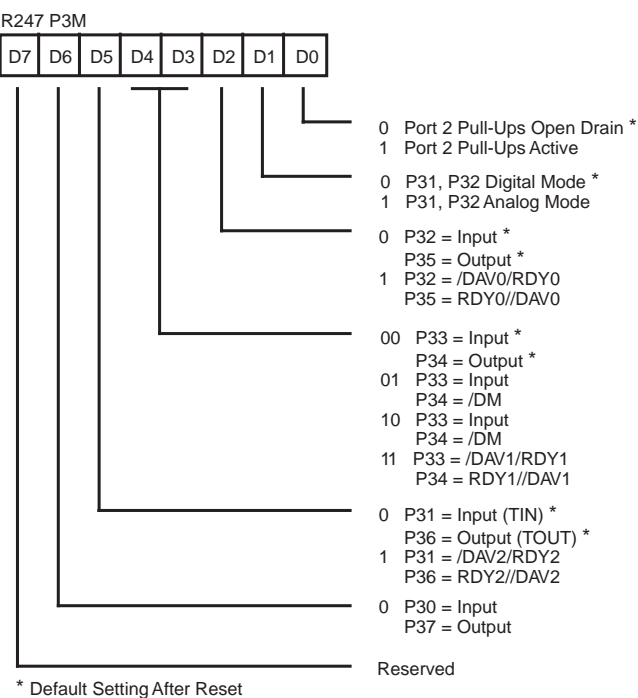 R247 P3M
D7 D6 D5 D4 D3 D2 D1 D0
0 Port 2 Pull-Ups Open Drain *
1 Port 2 Pull-Ups Active
0 P31, P32 Digital Mode *
1 P31, P32 Analog Mode
0 P32 = Input *
P35 = Output *
1 P32 = /DAV0/RDY0
P35 = RDY0//DAV0
00 P33 = Input *
P34 = Output *
01 P33 = Input
P34 = /DM
10 P33 = Input
P34 = /DM
11 P33 = /DAV1/RDY1
P34 = RDY1//DAV1
0 P31 = Input (TIN) *
P36 = Output (TOUT) *
1 P31 = /DAV2/RDY2
P36 = RDY2//DAV2
0 P30 = Input
P37 = Output
Reserved
* Default Setting After Reset